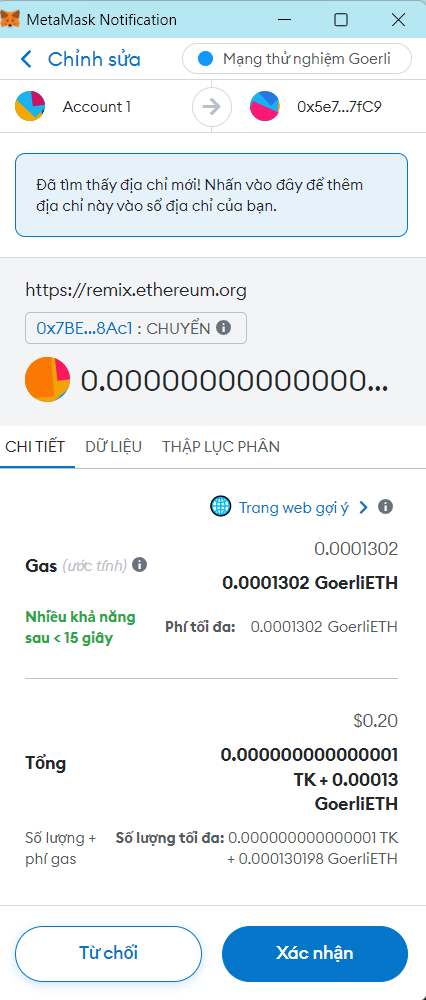 MetaMask Notification
Chỉnh sửa
Mạng thử nghiệm Goerli
Account 1
0x5e7...7fC9
Đã tìm thấy địa chỉ mới! Nhấn vào đây để thêm
địa chỉ này vào sổ địa chỉ của bạn.
https://remix.ethereum.org
0x7BE...8Ac1 : CHUYỂN
0.00000000000000...
CHI TIẾT
DỮ LIỆU
THẬP LỤC PHÂN
Trang web gợi ý
0.0001302
Gas (ước tính)
0.0001302 GoerliETH
Nhiều khả năng
sau < 15 giây
Phí tối đa: 0.0001302 GoerliETH
$0.20
Tổng
0.000000000000001
TK + 0.00013
GoerliETH
Số lượng +
phí gas
Số lượng tối đa: 0.000000000000001 TK
+ 0.000130198 GoerliETH
Từ chối
Xác nhận